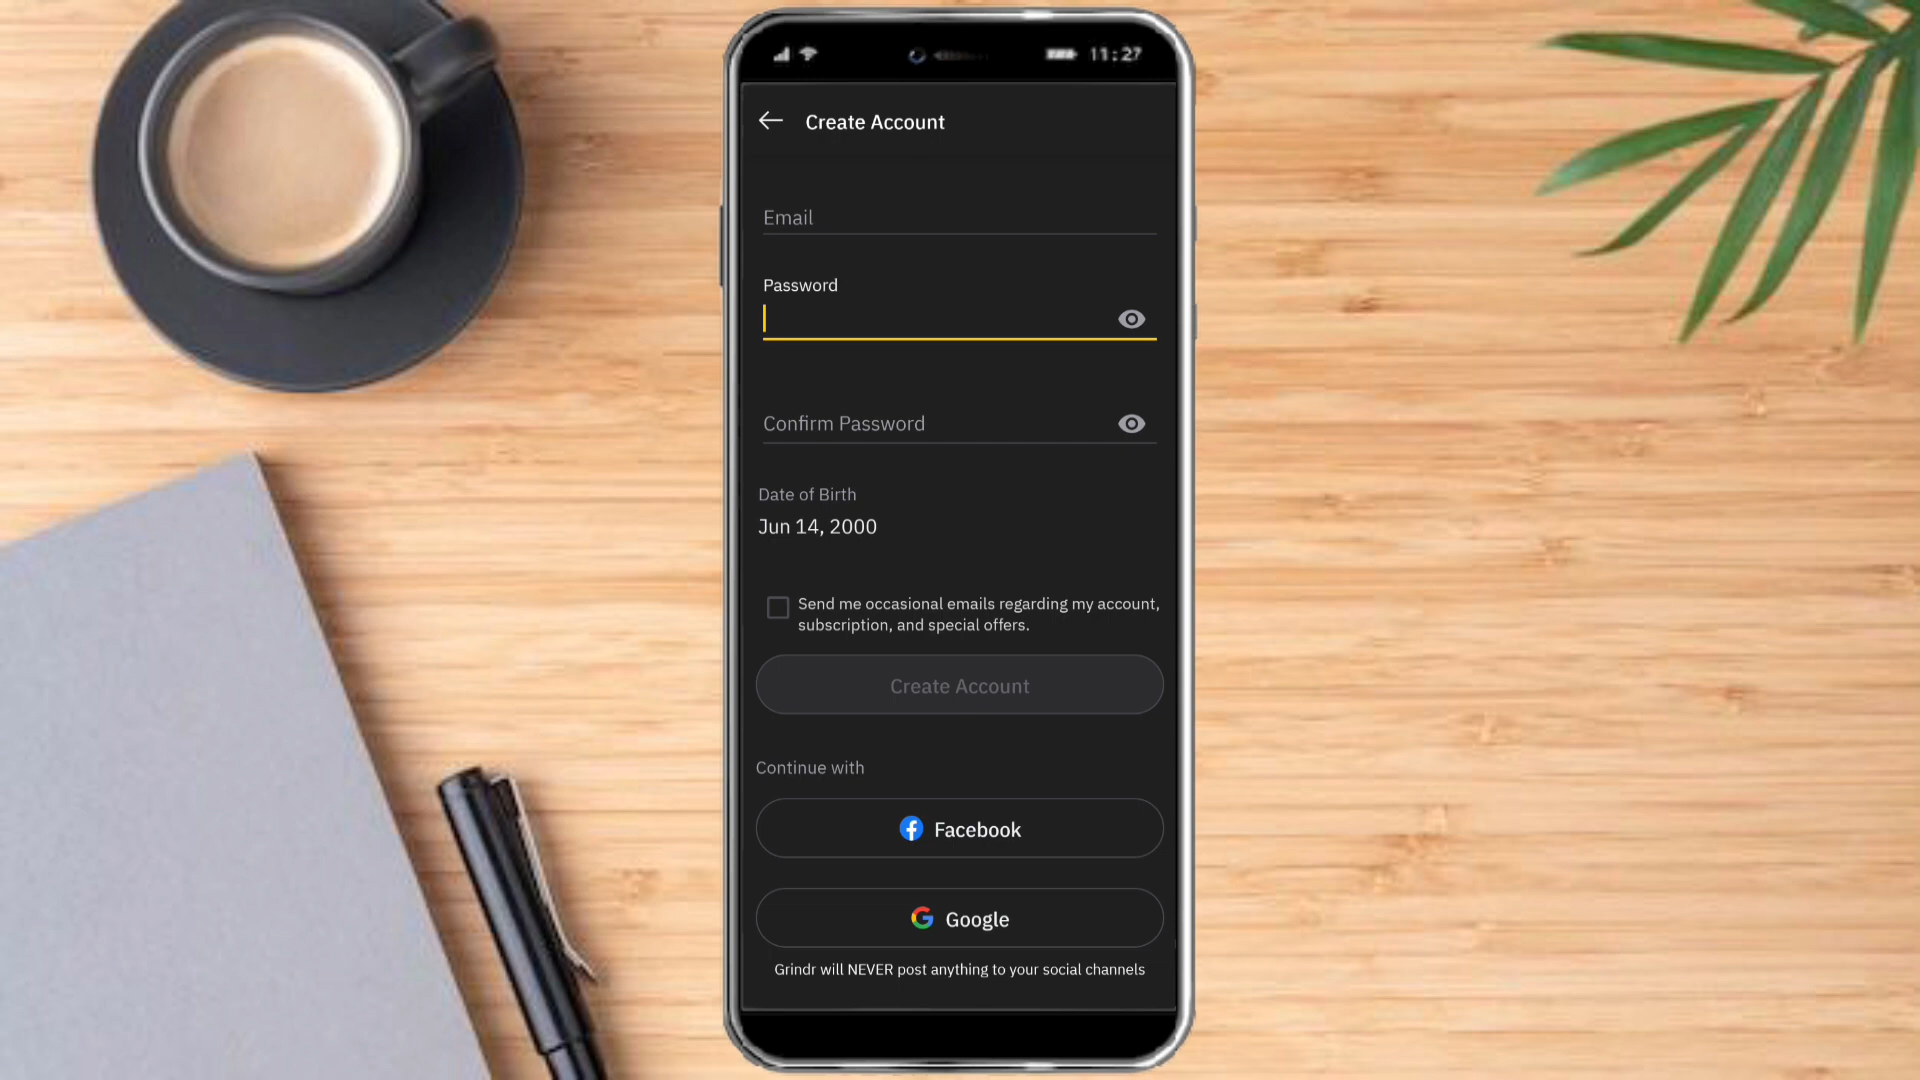 11:27
Create Account
Email
Password
Confirm Password
Date of Birth
Jun 14, 2000
Send me occasional emails regarding my account,
subscription, and special offers.
Create Account
Continue with
Facebook
Google
Grindr will NEVER post anything to your social channels